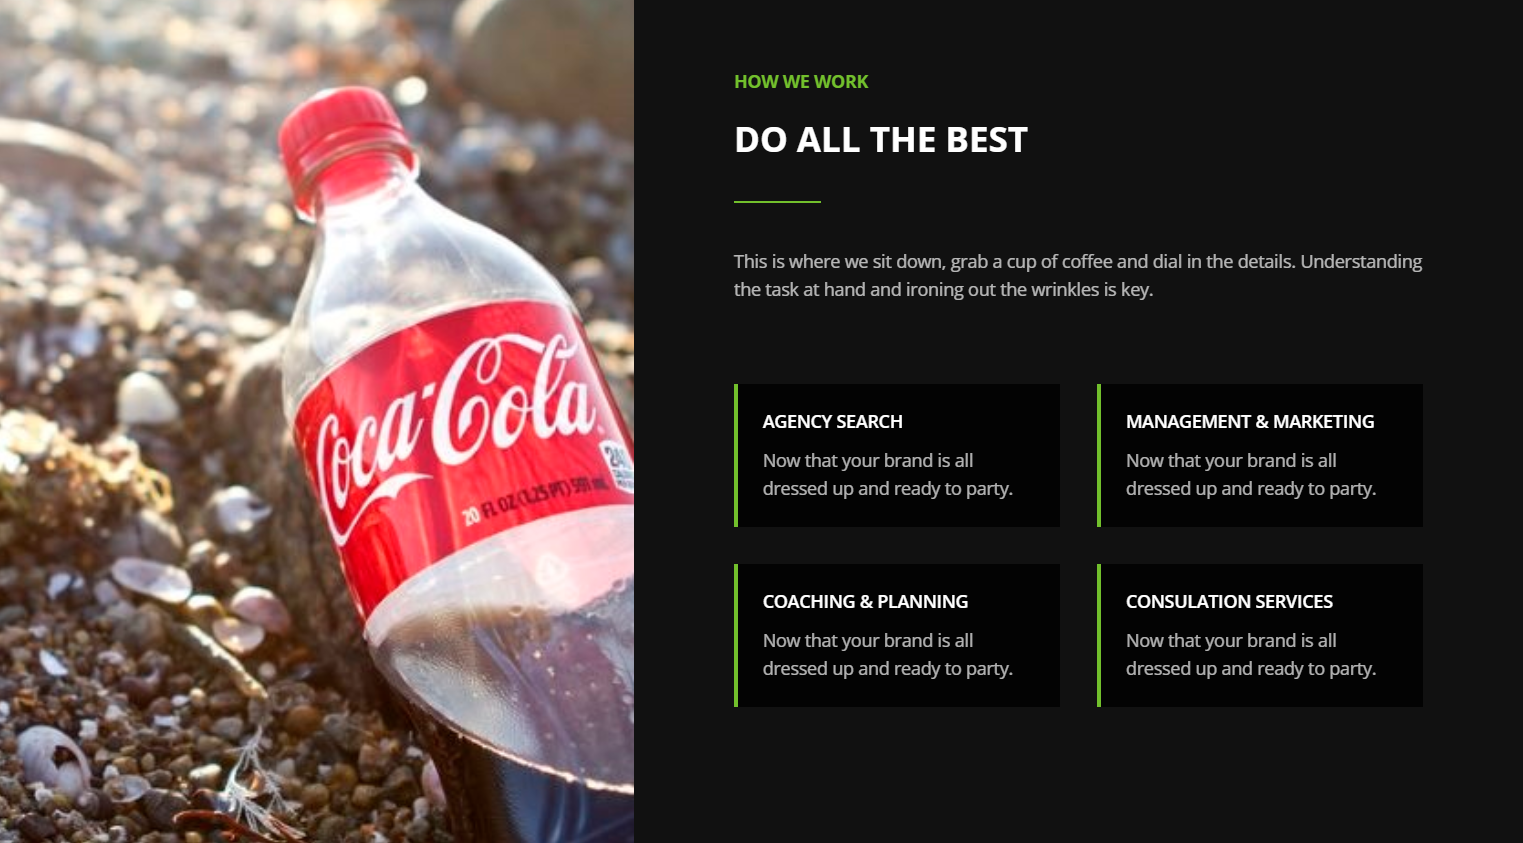 Coca-Cola
20 FL OZ (1.25 PT) 591 mL
HOW WE WORK
DO ALL THE BEST
This is where we sit down, grab a cup of coffee and dial in the details. Understanding
the task at hand and ironing out the wrinkles is key.
AGENCY SEARCH
Now that your brand is all
dressed up and ready to party.
MANAGEMENT & MARKETING
Now that your brand is all
dressed up and ready to party.
COACHING & PLANNING
Now that your brand is all
dressed up and ready to party.
CONSULATION SERVICES
Now that your brand is all
dressed up and ready to party.